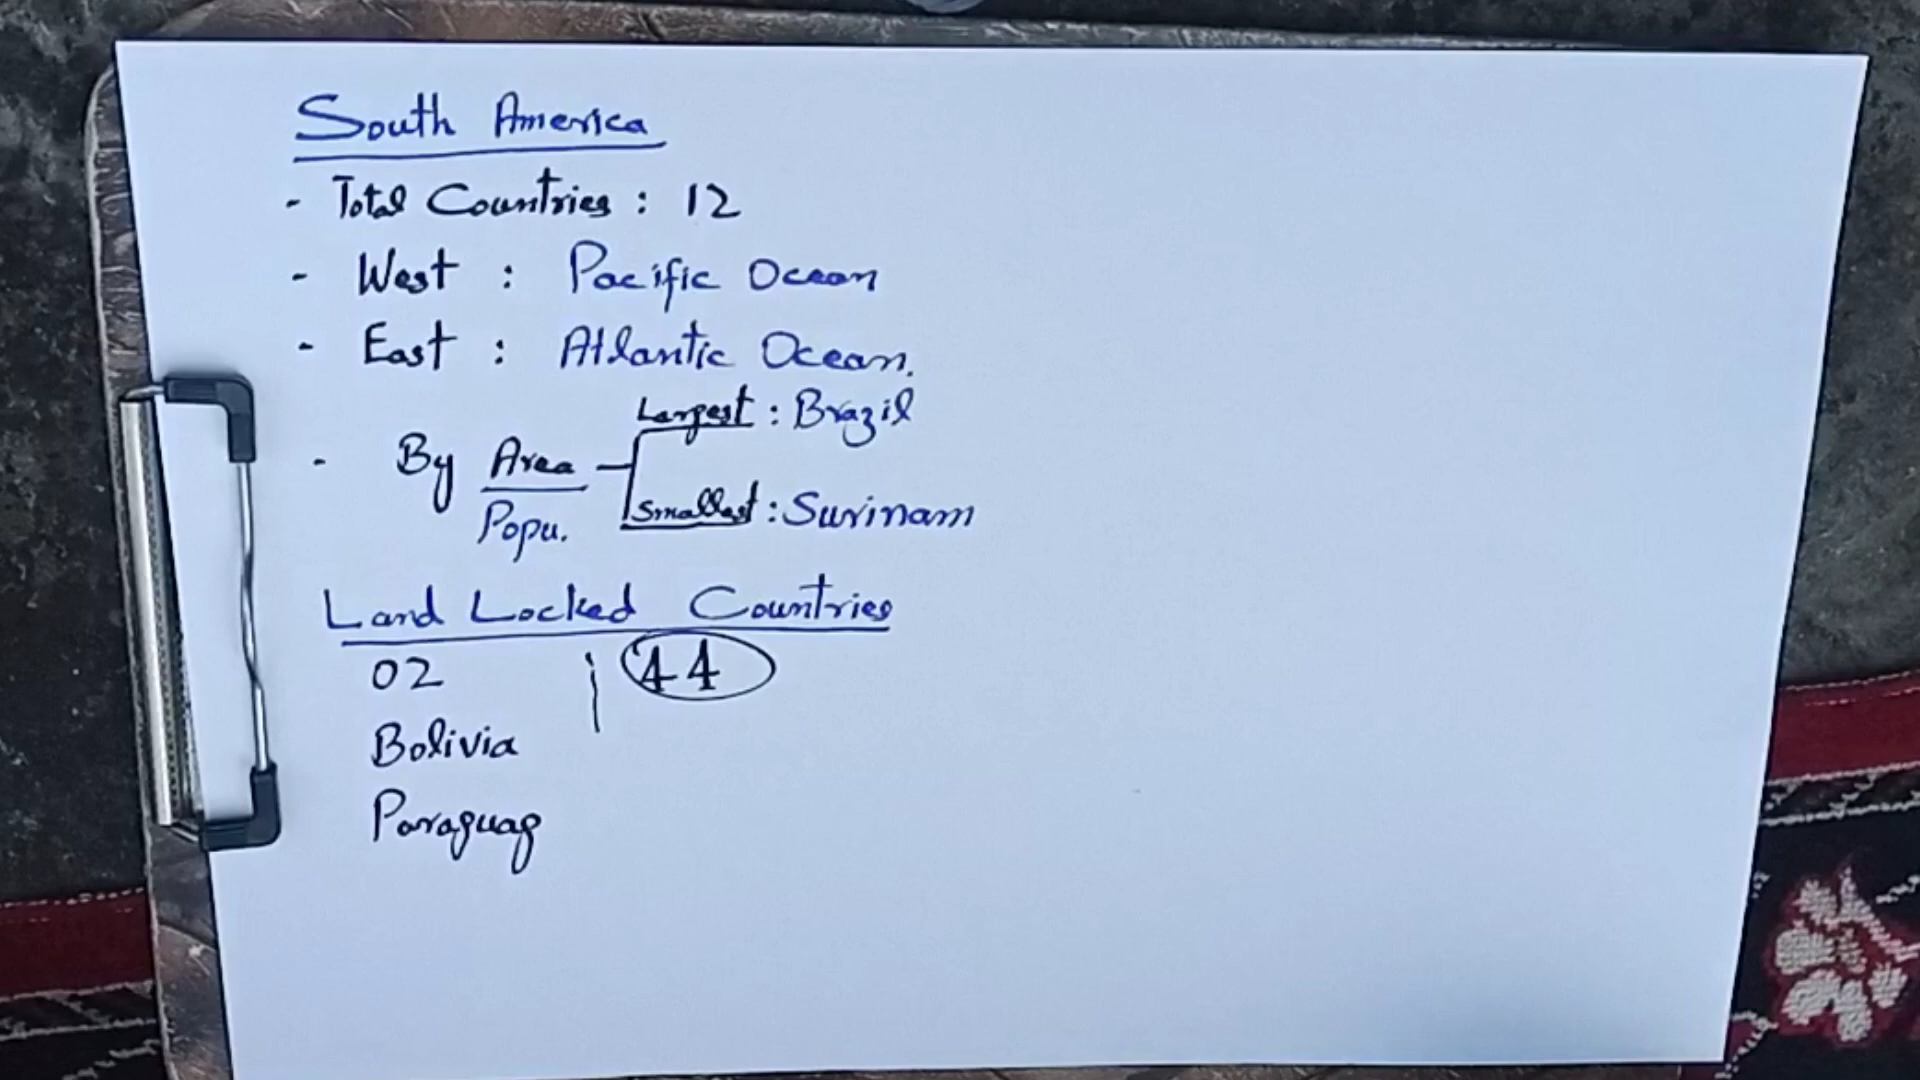 South America
- Total Countries : 12
- West : Pacific Ocean
- East : Atlantic Ocean.
Largest : Brazil
- By Area
Popu.
Smallest : Surinam
Land Locked Countries
02 44
Bolivia
Paraguay